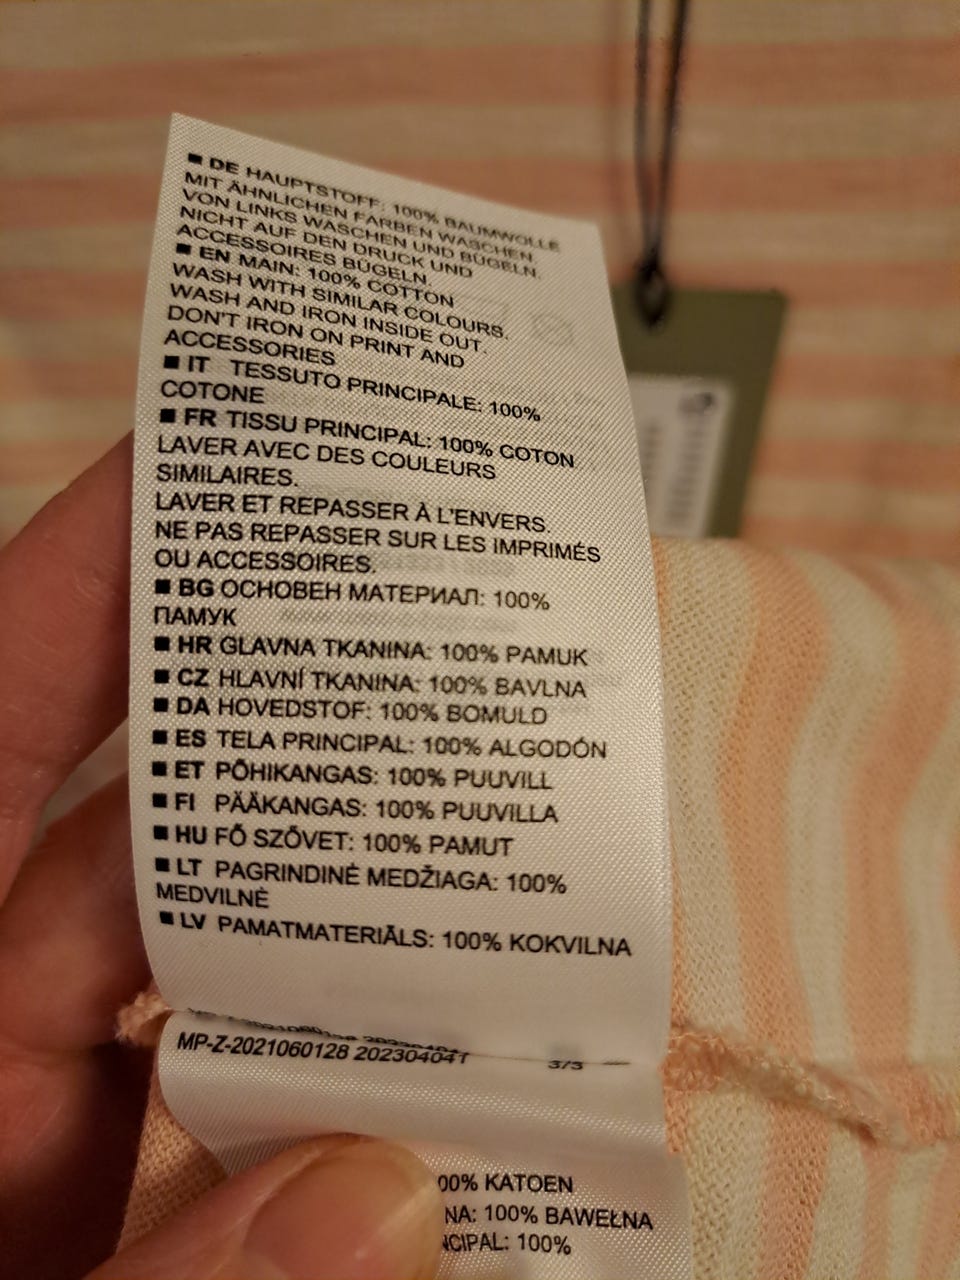 ■ DE HAUPTSTOFF: 100% BAUMWOLLE
MIT ÄHNLICHEN FARBEN WASCHEN.
VON LINKS WASCHEN UND BÜGELN.
NICHT AUF DEN DRUCK UND
ACCESSOIRES BÜGELN.
■ EN MAIN: 100% COTTON
WASH WITH SIMILAR COLOURS.
WASH AND IRON INSIDE OUT.
DON'T IRON ON PRINT AND
ACCESSORIES
■ IT TESSUTO PRINCIPALE: 100%
COTONE
■ FR TISSU PRINCIPAL: 100% COTON
LAVER AVEC DES COULEURS
SIMILAIRES.
LAVER ET REPASSER À L'ENVERS.
NE PAS REPASSER SUR LES IMPRIMÉS
OU ACCESSOIRES.
■ BG ОСНОВЕН МАТЕРИАЛ: 100%
ПАМУК
■ HR GLAVNA TKANINA: 100% PAMUK
■ CZ HLAVNÍ TKANINA: 100% BAVLNA
■ DA HOVEDSTOF: 100% BOMULD
■ ES TELA PRINCIPAL: 100% ALGODÓN
■ ET PÕHIKANGAS: 100% PUUVILL
■ FI PÄÄKANGAS: 100% PUUVILLA
■ HU FŐ SZŐVET: 100% PAMUT
■ LT PAGRINDINĖ MEDŽIAGA: 100%
MEDVILNĖ
■ LV PAMATMATERIĀLS: 100% KOKVILNA
MP-Z-2021060128 202304041 3/3
00% KATOEN
NA: 100% BAWEŁNA
NCIPAL: 100%